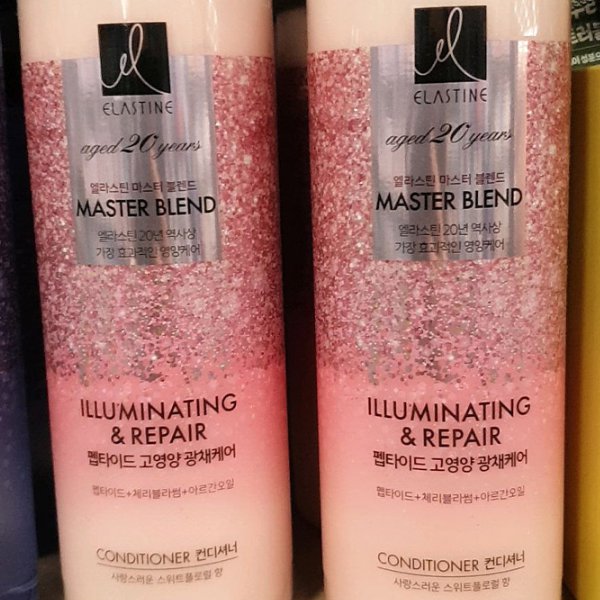 ELASTINE
aged 20 years
엘라스틴 마스터 블렌드
MASTER BLEND
엘라스틴 20년 역사상
가장 효과적인 영양케어
ILLUMINATING
& REPAIR
펩타이드 고영양 광채케어
펩타이드+체리블라썸+아르간오일
CONDITIONER 컨디셔너
사랑스러운 스위트플로럴 향
ELASTINE
aged 20 years
엘라스틴 마스터 블렌드
MASTER BLEND
엘라스틴 20년 역사상
가장 효과적인 영양케어
ILLUMINATING
& REPAIR
펩타이드 고영양 광채케어
펩타이드+체리블라썸+아르간오일
CONDITIONER 컨디셔너
사랑스러운 스위트플로럴 향